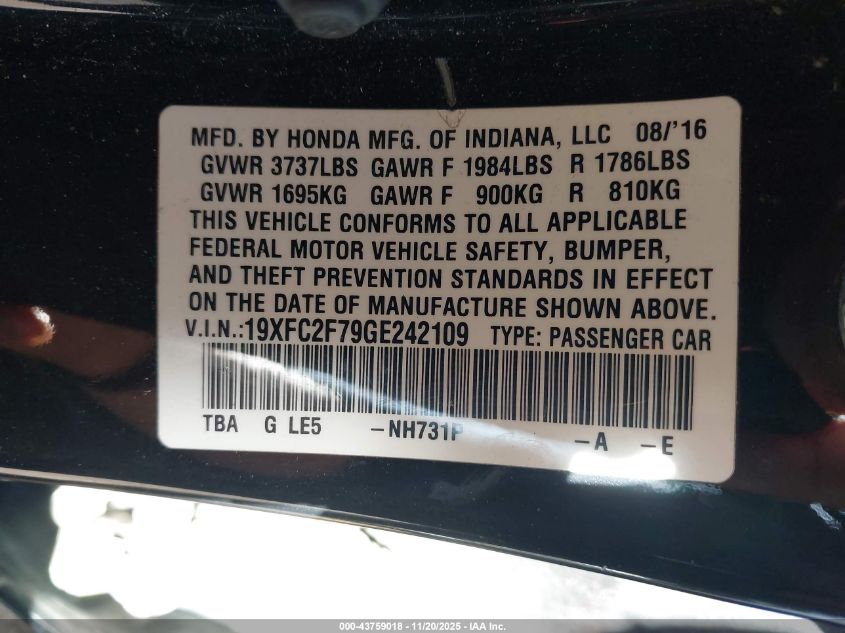 MFD. BY HONDA MFG. OF INDIANA, LLC 08/'16
GVWR 3737LBS GAWR F 1984LBS R 1786LBS
GVWR 1695KG GAWR F 900KG R 810KG
THIS VEHICLE CONFORMS TO ALL APPLICABLE
FEDERAL MOTOR VEHICLE SAFETY, BUMPER,
AND THEFT PREVENTION STANDARDS IN EFFECT
ON THE DATE OF MANUFACTURE SHOWN ABOVE.
V.I.N.:19XFC2F79GE242109 TYPE: PASSENGER CAR
TBA G LE5 -NH731P -A -E
000-43759018 - 11/20/2025 - IAA Inc.